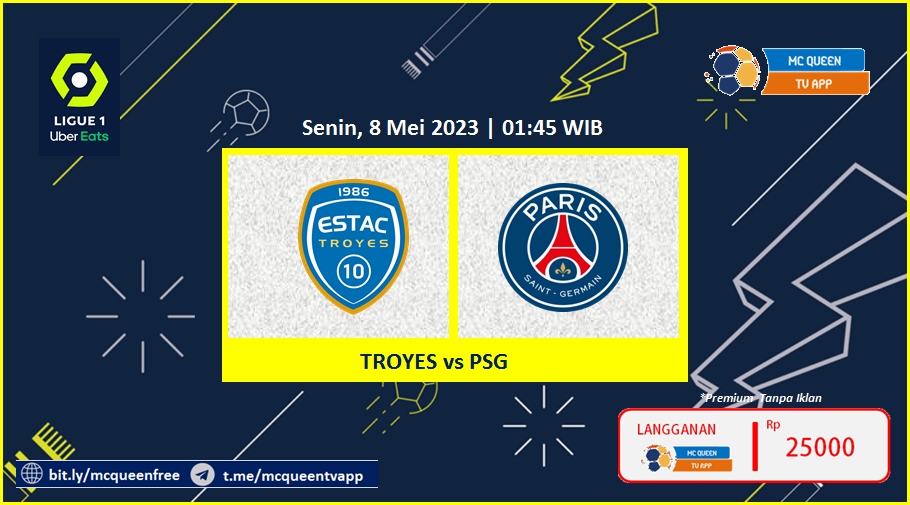 LIGUE 1
Uber Eats
MC QUEEN
TV APP
Senin, 8 Mei 2023 | 01:45 WIB
1986
ESTAC
TROYES
10
PARIS
SAINT - GERMAIN
TROYES vs PSG
*Premium Tanpa Iklan
LANGGANAN
MC QUEEN
TV APP
Rp
25000
bit.ly/mcqueenfree
t.me/mcqueentvapp